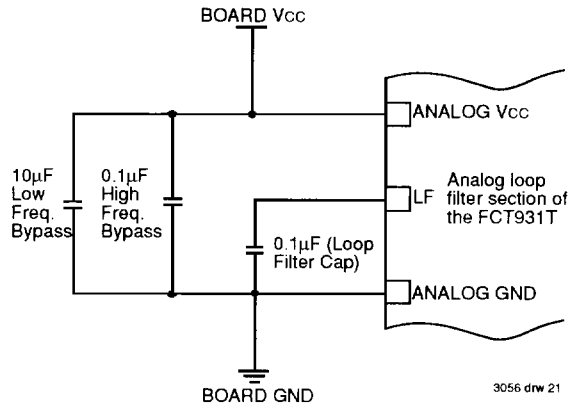 BOARD VCC
ANALOG VCC
10µF
Low
Freq.
Bypass
0.1µF
High
Freq.
Bypass
LF
Analog loop
filter section of
the FCT931T
0.1µF (Loop
Filter Cap)
ANALOG GND
BOARD GND
3056 drw 21